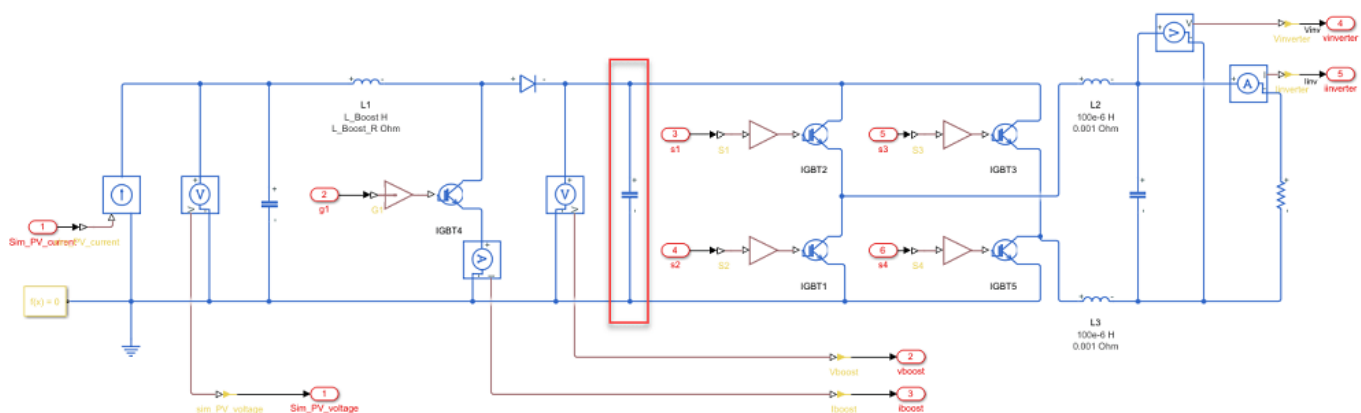 V
Vinverter
Vinv
4
vinverter
I
Iinverter
Iinv
5
iinverter
A
L1
L_Boost H
L_Boost_R Ohm
L2
100e-6 H
0.001 Ohm
3
s1
S1
IGBT2
5
s3
S3
IGBT3
V
2
g1
G1
IGBT4
V
V
1
Sim_PV_current
A
4
s2
S2
IGBT1
6
s4
S4
IGBT5
f(x) = 0
L3
100e-6 H
0.001 Ohm
Vboost
2
vboost
sim_PV_voltage
1
Sim_PV_voltage
Iboost
3
iboost